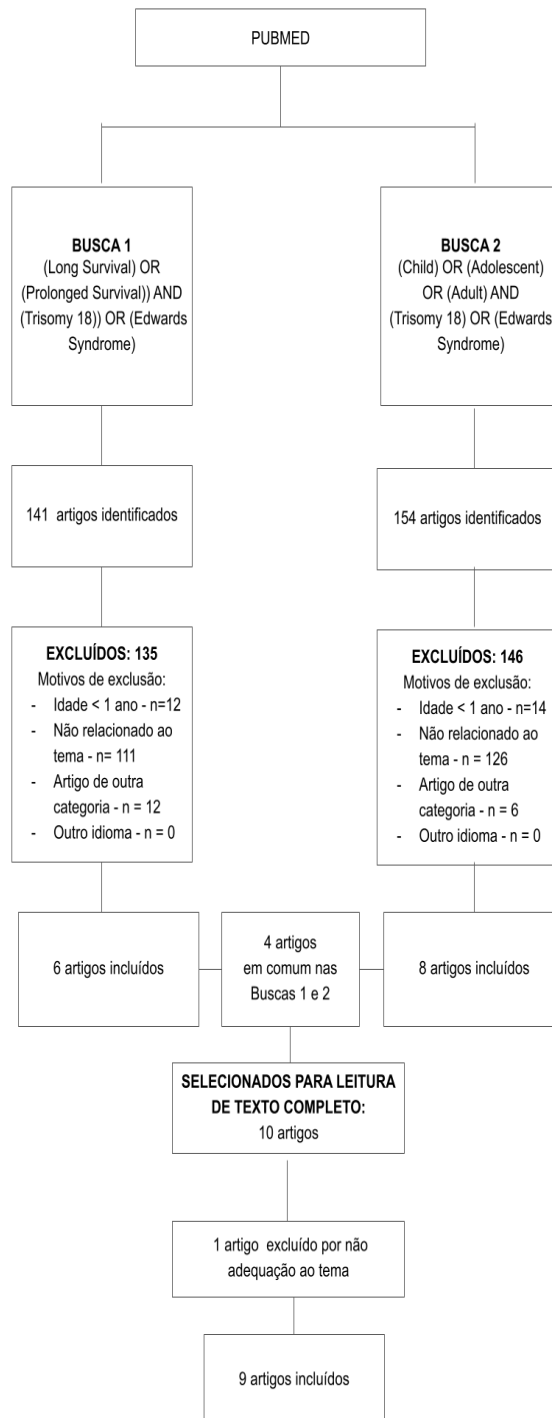 PUBMED
BUSCA 1
(Long Survival) OR
(Prolonged Survival)) AND
(Trisomy 18)) OR (Edwards
Syndrome)
BUSCA 2
(Child) OR (Adolescent)
OR (Adult) AND
(Trisomy 18) OR (Edwards
Syndrome)
141 artigos identificados
154 artigos identificados
EXCLUÍDOS: 135
Motivos de exclusão:
- Idade < 1 ano - n=12
- Não relacionado ao
tema - n= 111
- Artigo de outra
categoria - n = 12
- Outro idioma - n = 0
EXCLUÍDOS: 146
Motivos de exclusão:
- Idade < 1 ano - n=14
- Não relacionado ao
tema - n = 126
- Artigo de outra
categoria - n = 6
- Outro idioma - n = 0
6 artigos incluídos
4 artigos
em comum nas
Buscas 1 e 2
8 artigos incluídos
SELECIONADOS PARA LEITURA
DE TEXTO COMPLETO:
10 artigos
1 artigo excluído por não
adequação ao tema
9 artigos incluídos